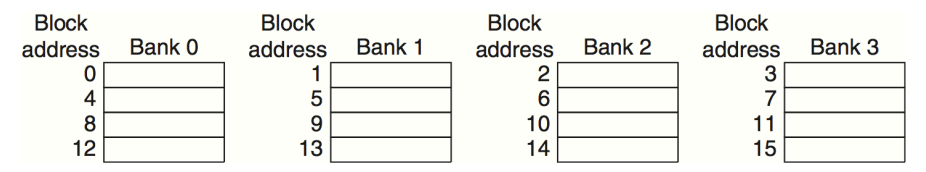 Block address Bank 0 Block address Bank 1 Block address Bank 2 Block address Bank 3
0 1 2 3
4 5 6 7
8 9 10 11
12 13 14 15